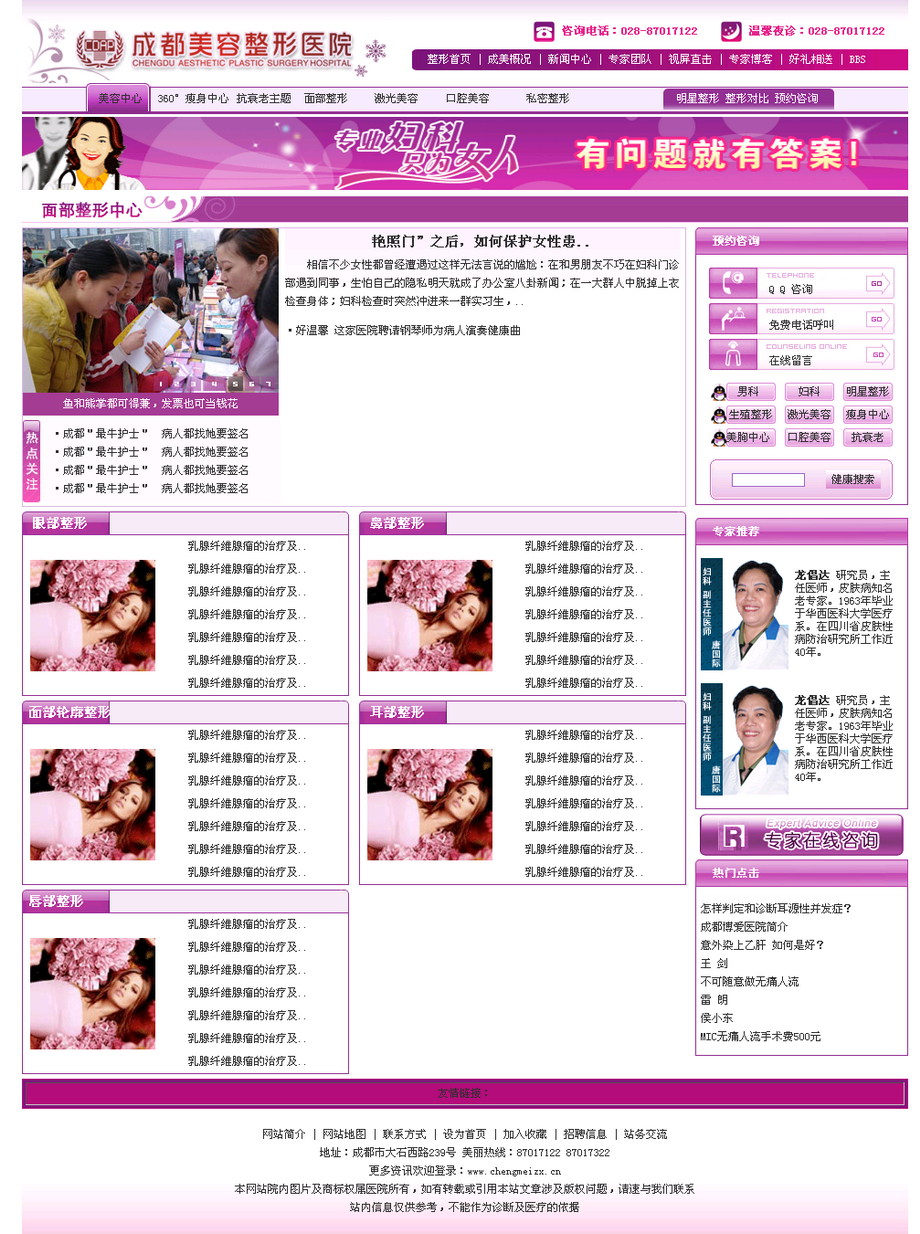 成都美容整形医院
CHENGDU AESTHETIC PLASTIC SURGERY HOSPITAL
咨询电话：028-87017122 温馨夜诊：028-87017122
整形首页 | 成美概况 | 新闻中心 | 专家团队 | 视屏直击 | 专家博客 | 好礼相送 | BBS
美容中心 360°瘦身中心 抗衰老主题 面部整形 激光美容 口腔美容 私密整形 明星整形 整形对比 预约咨询
专业妇科 只为女人 有问题就有答案!
面部整形中心
1 2 3 4 5 6 7
鱼和熊掌都可得兼，发票也可当钱花
艳照门”之后，如何保护女性患..
相信不少女性都曾经遭遇过这样无法言说的尴尬：在和男朋友不巧在妇科门诊
部遇到同事，生怕自己的隐私明天就成了办公室八卦新闻；在一大群人中脱掉上衣
检查身体；妇科检查时突然冲进来一群实习生，..
▪好温馨 这家医院聘请钢琴师为病人演奏健康曲
热点关注
▪成都"最牛护士" 病人都找她要签名
▪成都"最牛护士" 病人都找她要签名
▪成都"最牛护士" 病人都找她要签名
▪成都"最牛护士" 病人都找她要签名
预约咨询
TELEPHONE
Q Q 咨询
GO
REGISTRATION
免费电话呼叫
GO
COUNSELING ONLINE
在线留言
GO
男科 妇科 明星整形
生殖整形 激光美容 瘦身中心
美胸中心 口腔美容 抗衰老
健康搜索
眼部整形
乳腺纤维腺瘤的治疗及..
乳腺纤维腺瘤的治疗及..
乳腺纤维腺瘤的治疗及..
乳腺纤维腺瘤的治疗及..
乳腺纤维腺瘤的治疗及..
乳腺纤维腺瘤的治疗及..
乳腺纤维腺瘤的治疗及..
鼻部整形
乳腺纤维腺瘤的治疗及..
乳腺纤维腺瘤的治疗及..
乳腺纤维腺瘤的治疗及..
乳腺纤维腺瘤的治疗及..
乳腺纤维腺瘤的治疗及..
乳腺纤维腺瘤的治疗及..
乳腺纤维腺瘤的治疗及..
面部轮廓整形
乳腺纤维腺瘤的治疗及..
乳腺纤维腺瘤的治疗及..
乳腺纤维腺瘤的治疗及..
乳腺纤维腺瘤的治疗及..
乳腺纤维腺瘤的治疗及..
乳腺纤维腺瘤的治疗及..
乳腺纤维腺瘤的治疗及..
耳部整形
乳腺纤维腺瘤的治疗及..
乳腺纤维腺瘤的治疗及..
乳腺纤维腺瘤的治疗及..
乳腺纤维腺瘤的治疗及..
乳腺纤维腺瘤的治疗及..
乳腺纤维腺瘤的治疗及..
乳腺纤维腺瘤的治疗及..
唇部整形
乳腺纤维腺瘤的治疗及..
乳腺纤维腺瘤的治疗及..
乳腺纤维腺瘤的治疗及..
乳腺纤维腺瘤的治疗及..
乳腺纤维腺瘤的治疗及..
乳腺纤维腺瘤的治疗及..
乳腺纤维腺瘤的治疗及..
专家推荐
妇科 副主任医师 唐国际
龙倡达 研究员，主
任医师，皮肤病知名
老专家。1963年毕业
于华西医科大学医疗
系。在四川省皮肤性
病防治研究所工作近
40年。
妇科 副主任医师 唐国际
龙倡达 研究员，主
任医师，皮肤病知名
老专家。1963年毕业
于华西医科大学医疗
系。在四川省皮肤性
病防治研究所工作近
40年。
Expert Advice Online
专家在线咨询
热门点击
怎样判定和诊断耳源性并发症？
成都博爱医院简介
意外染上乙肝 如何是好？
王 剑
不可随意做无痛人流
雷 朗
侯小东
MIC无痛人流手术费500元
友情链接：
网站简介 | 网站地图 | 联系方式 | 设为首页 | 加入收藏 | 招聘信息 | 站务交流
地址：成都市大石西路239号 美丽热线：87017122 87017322
更多资讯欢迎登录：www.chengmeizx.cn
本网站院内图片及商标权属医院所有，如有转载或引用本站文章涉及版权问题，请速与我们联系
站内信息仅供参考，不能作为诊断及医疗的依据